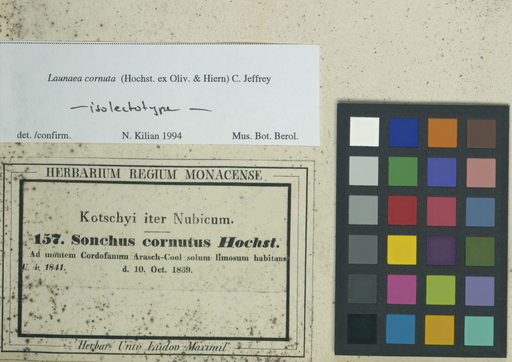 Launaea cornuta (Hochst. ex Oliv. & Hiern) C. Jeffrey
— isolectotype —
det. /confirm. N. Kilian 1994 Mus. Bot. Berol.
HERBARIUM REGIUM MONACENSE.
Kotschyi iter Nubicum.
157. Sonchus cornutus Hochst.
Ad montem Cordofanum Arasch-Cool solum limosum habitans
U. i. 1841. d. 10. Oct. 1839.
Herbar. Univ. Ludov. Maximil.